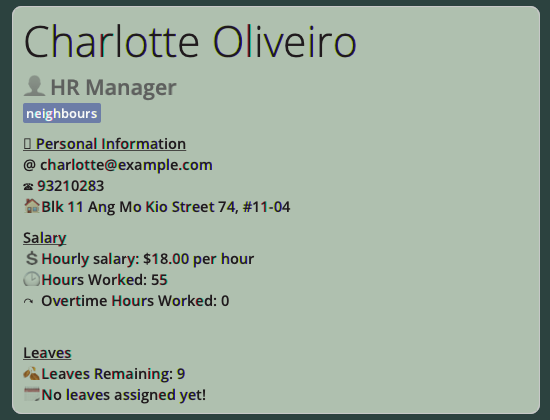 Charlotte Oliveiro
HR Manager
neighbours
Personal Information
@ charlotte@example.com
☎ 93210283
Blk 11 Ang Mo Kio Street 74, #11-04
Salary
$ Hourly salary: $18.00 per hour
Hours Worked: 55
Overtime Hours Worked: 0
Leaves
Leaves Remaining: 9
No leaves assigned yet!